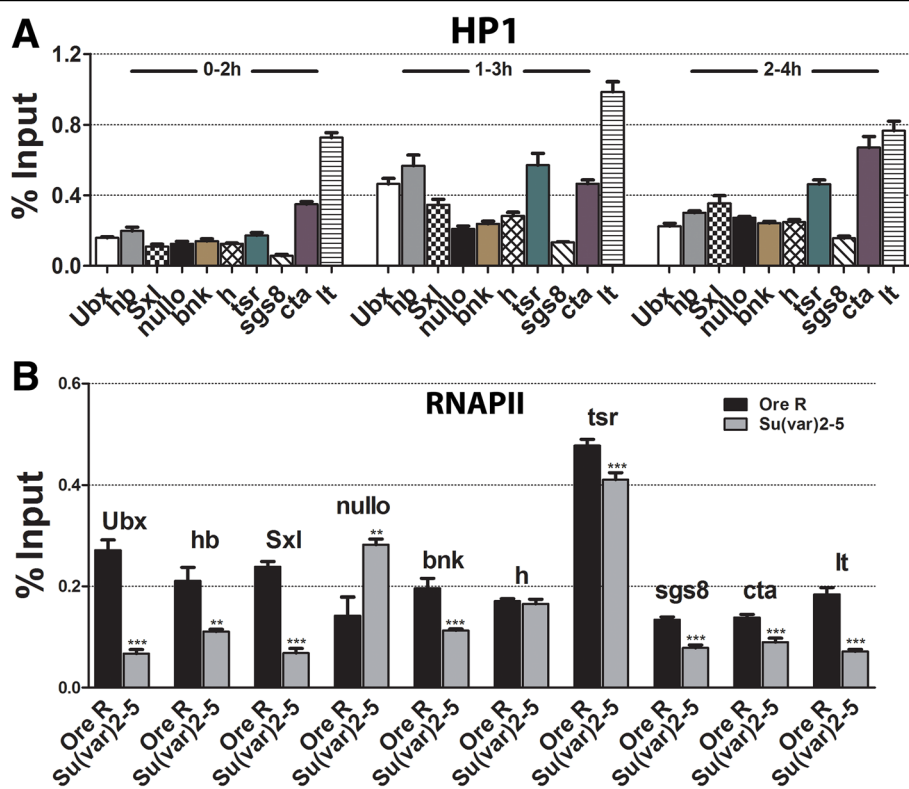 A
HP1
% Input
1.2
0.8
0.4
0.0
0-2h
1-3h
2-4h
Ubx
hb
Sxl
nullo
bnk
h
tsr
sgs8
cta
lt
Ubx
hb
Sxl
nullo
bnk
h
tsr
sgs8
cta
lt
Ubx
hb
Sxl
nullo
bnk
h
tsr
sgs8
cta
lt
B
RNAPII
% Input
0.6
0.4
0.2
0.0
Ore R
Su(var)2-5
Ubx
hb
Sxl
nullo
bnk
h
tsr
sgs8
cta
lt
***
**
***
**
***
***
***
***
***
Ore R
Su(var)2-5
Ore R
Su(var)2-5
Ore R
Su(var)2-5
Ore R
Su(var)2-5
Ore R
Su(var)2-5
Ore R
Su(var)2-5
Ore R
Su(var)2-5
Ore R
Su(var)2-5
Ore R
Su(var)2-5
Ore R
Su(var)2-5